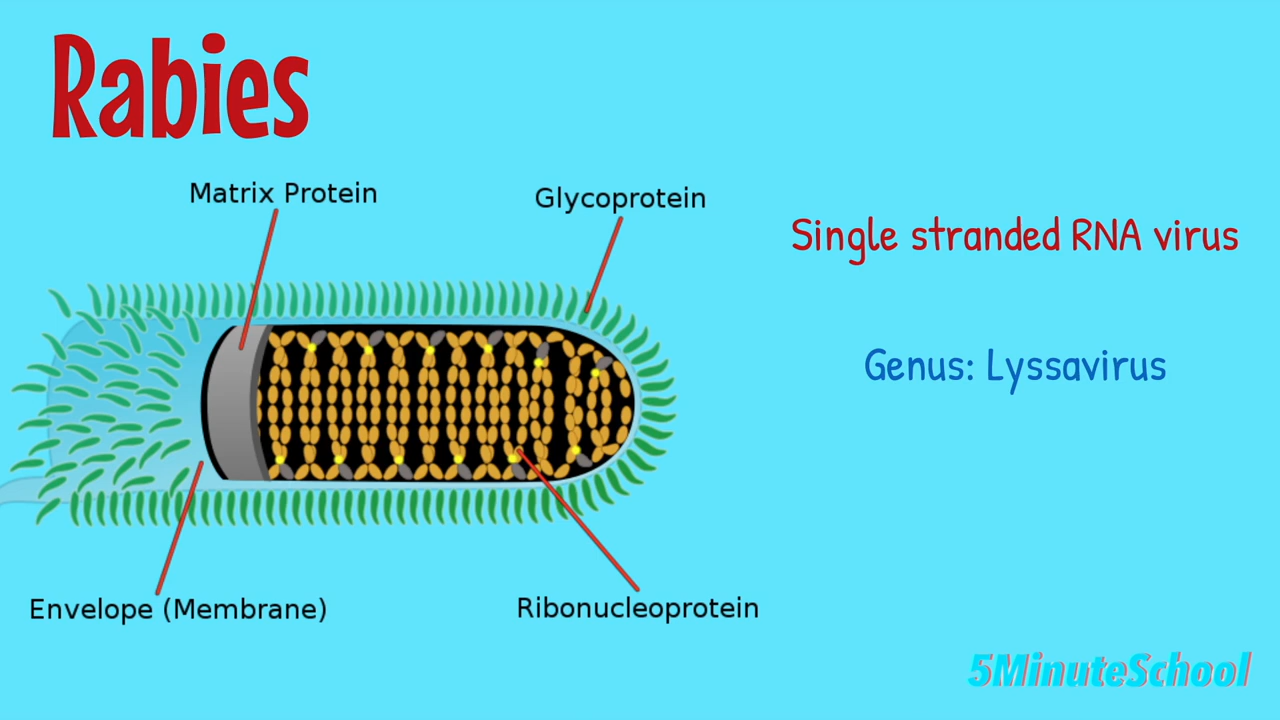 Rabies
Matrix Protein
Glycoprotein
Single stranded RNA virus
Genus: Lyssavirus
Envelope (Membrane)
Ribonucleoprotein
5MinuteSchool